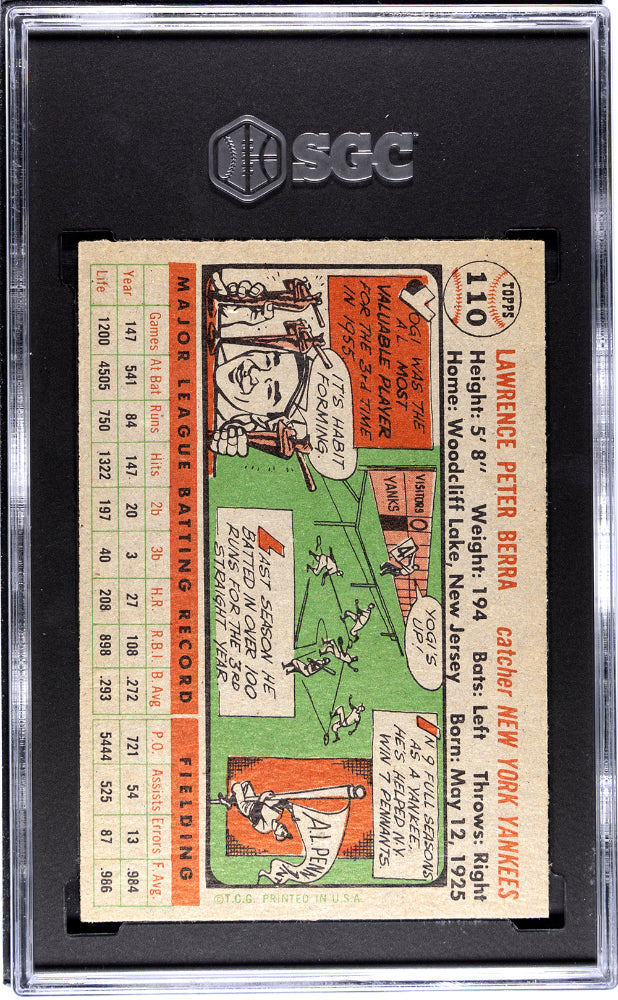 SGC
TOPPS
110
LAWRENCE PETER BERRA catcher NEW YORK YANKEES
Height: 5' 8" Weight: 194 Bats: Left Throws: Right
Home: Woodcliff Lake, New Jersey Born: May 12, 1925
YOGI WAS THE
A.L. MOST
VALUABLE PLAYER
FOR THE 3rd TIME
IN 1955
IT'S HABIT
FORMING.
VISITORS 0
YANKS 4
YOGI'S
UP!
LAST SEASON HE
BATTED IN OVER 100
RUNS FOR THE 3RD
STRAIGHT YEAR
IN 9 FULL SEASONS
AS A YANKEE,
HE'S HELPED N.Y.
WIN 7 PENNANTS.
A.L. PENN
©T.C.G. PRINTED IN U.S.A.
MAJOR LEAGUE BATTING RECORD FIELDING
Year Games At Bat Runs Hits 2b 3b H.R. R.B.I. B Avg. P.O. Assists Errors F. Avg.
Year 147 541 84 147 20 3 27 108 .272 721 54 13 .984
Life 1200 4505 750 1322 197 40 208 898 .293 5444 525 87 .986